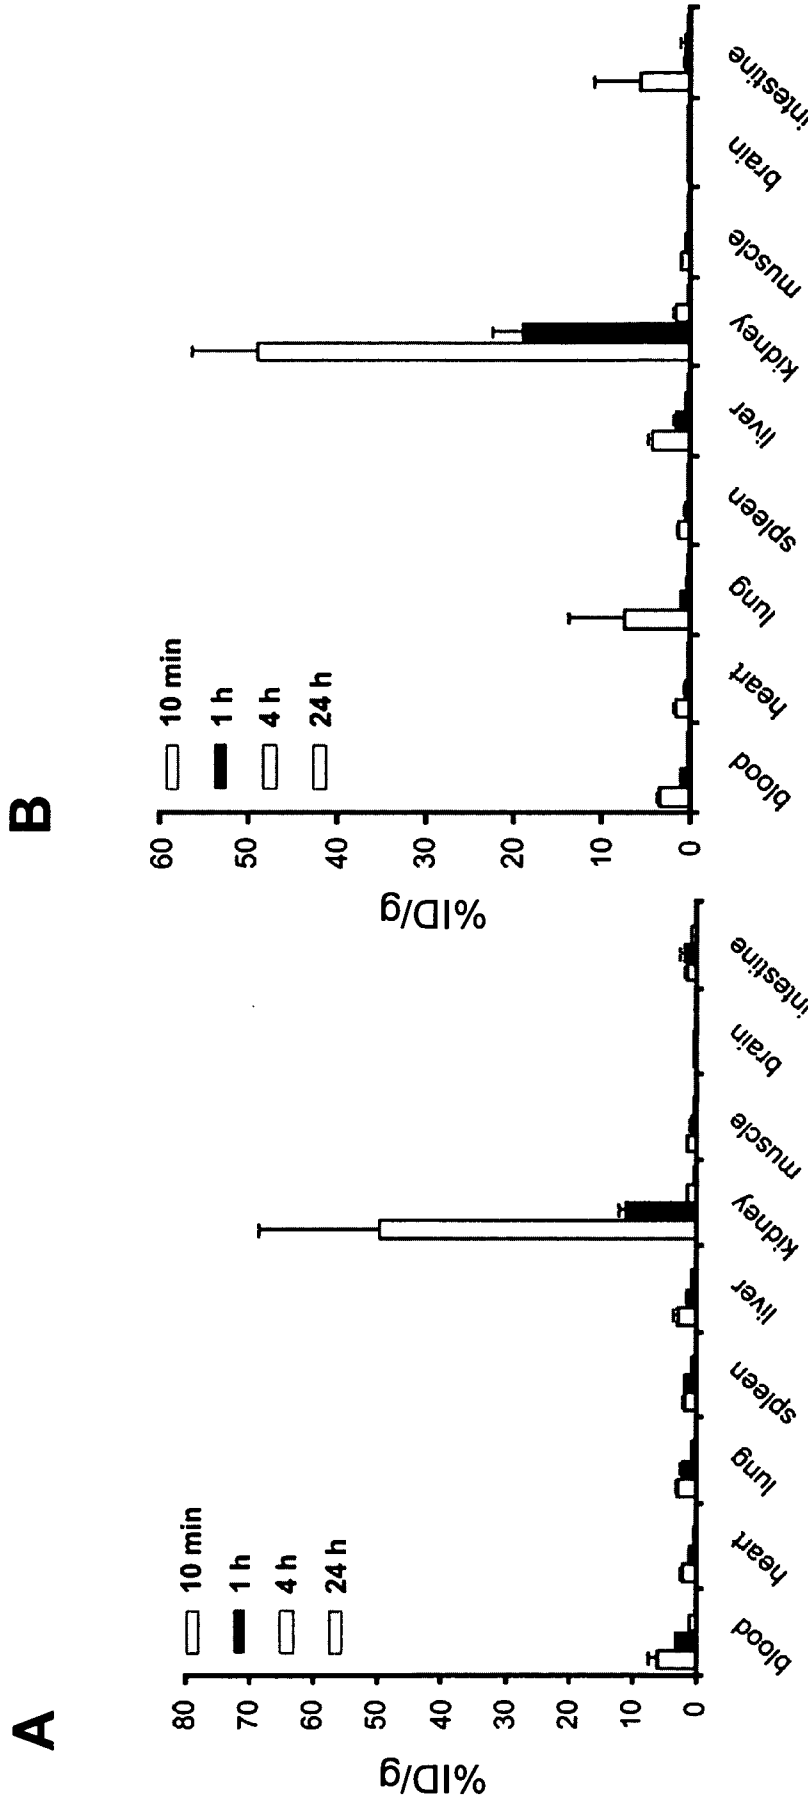 A
%ID/g
80
70
60
50
40
30
20
10
0
10 min
1 h
4 h
24 h
blood
heart
lung
spleen
liver
kidney
muscle
brain
intestine
B
%ID/g
60
50
40
30
20
10
0
10 min
1 h
4 h
24 h
blood
heart
lung
spleen
liver
kidney
muscle
brain
intestine